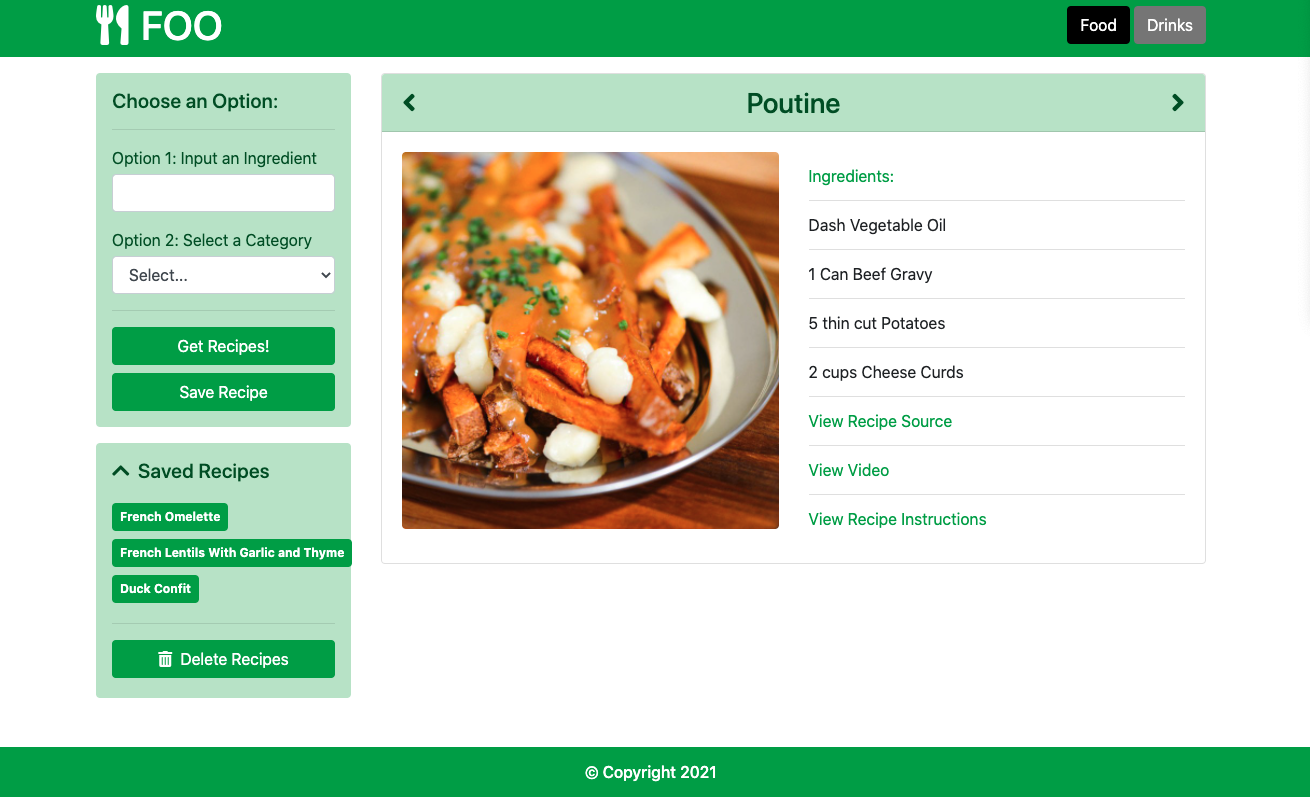 FOO
Food
Drinks
Choose an Option:
Option 1: Input an Ingredient
Option 2: Select a Category
Select...
Get Recipes!
Save Recipe
Saved Recipes
French Omelette
French Lentils With Garlic and Thyme
Duck Confit
Delete Recipes
Poutine
Ingredients:
Dash Vegetable Oil
1 Can Beef Gravy
5 thin cut Potatoes
2 cups Cheese Curds
View Recipe Source
View Video
View Recipe Instructions
© Copyright 2021